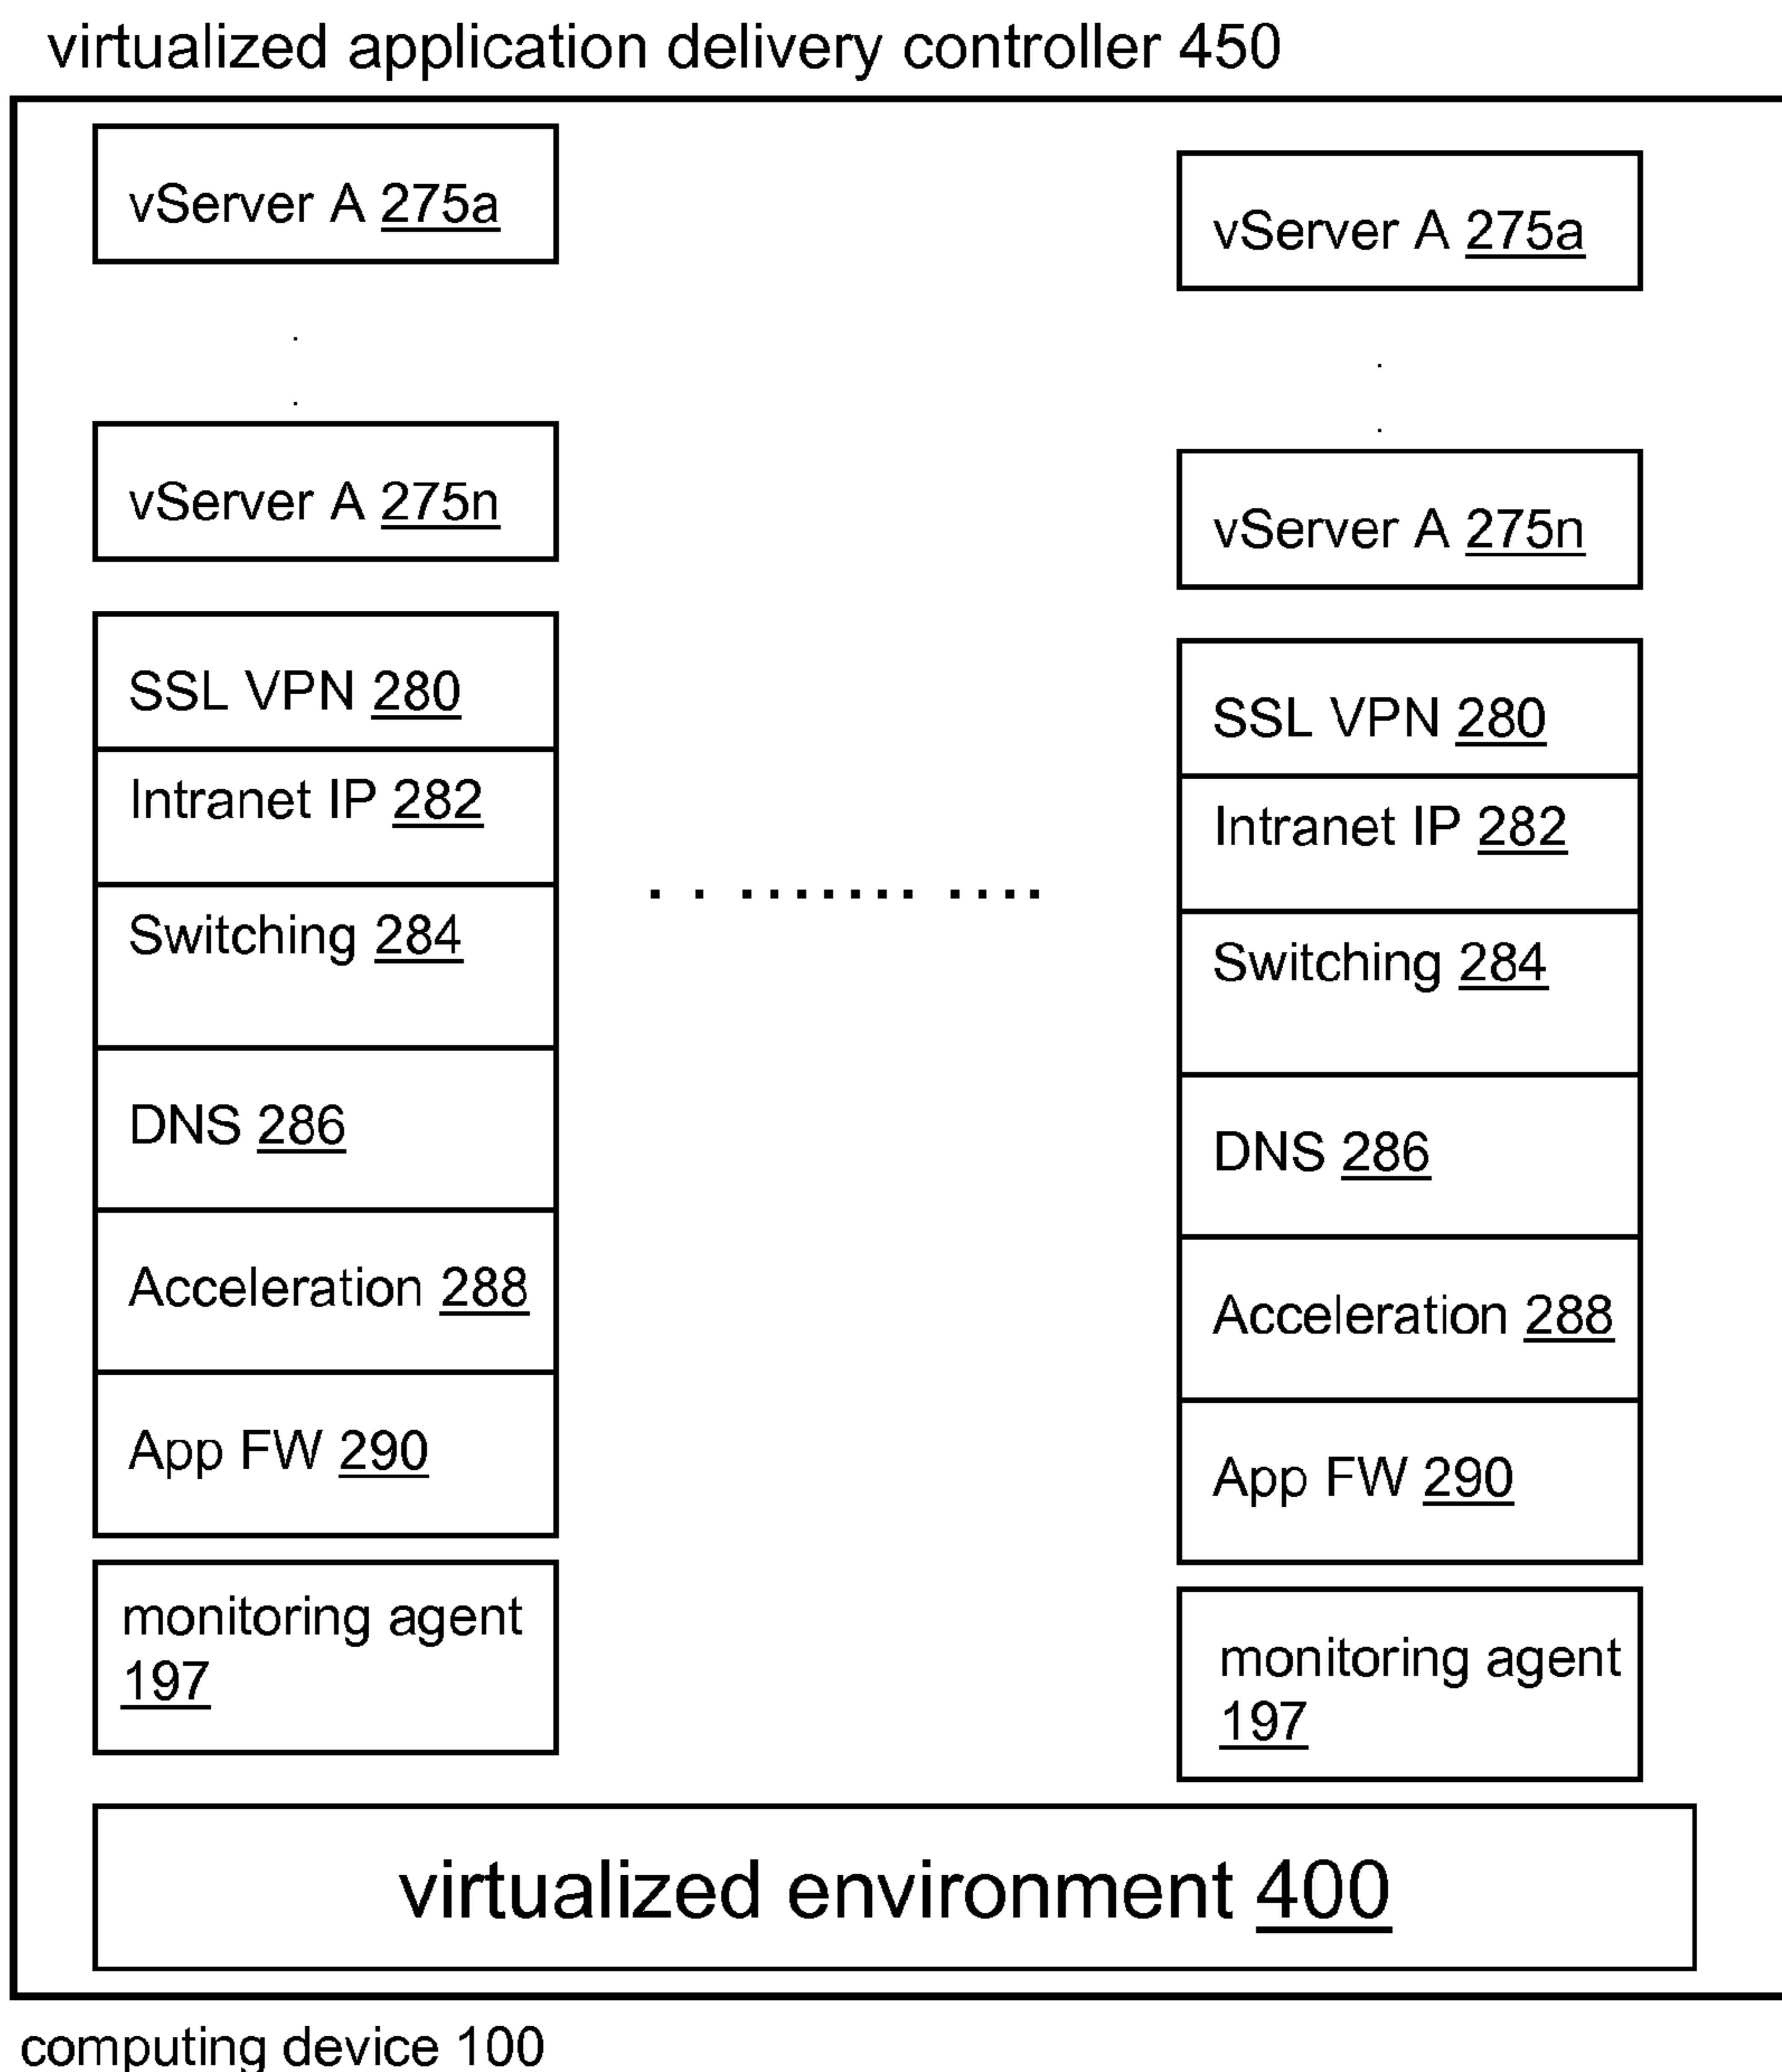 virtualized application delivery controller 450
vServer A 275a
vServer A 275n
SSL VPN 280
Intranet IP 282
Switching 284
DNS 286
Acceleration 288
App FW 290
monitoring agent
197
vServer A 275a
vServer A 275n
SSL VPN 280
Intranet IP 282
Switching 284
DNS 286
Acceleration 288
App FW 290
monitoring agent
197
virtualized environment 400
computing device 100